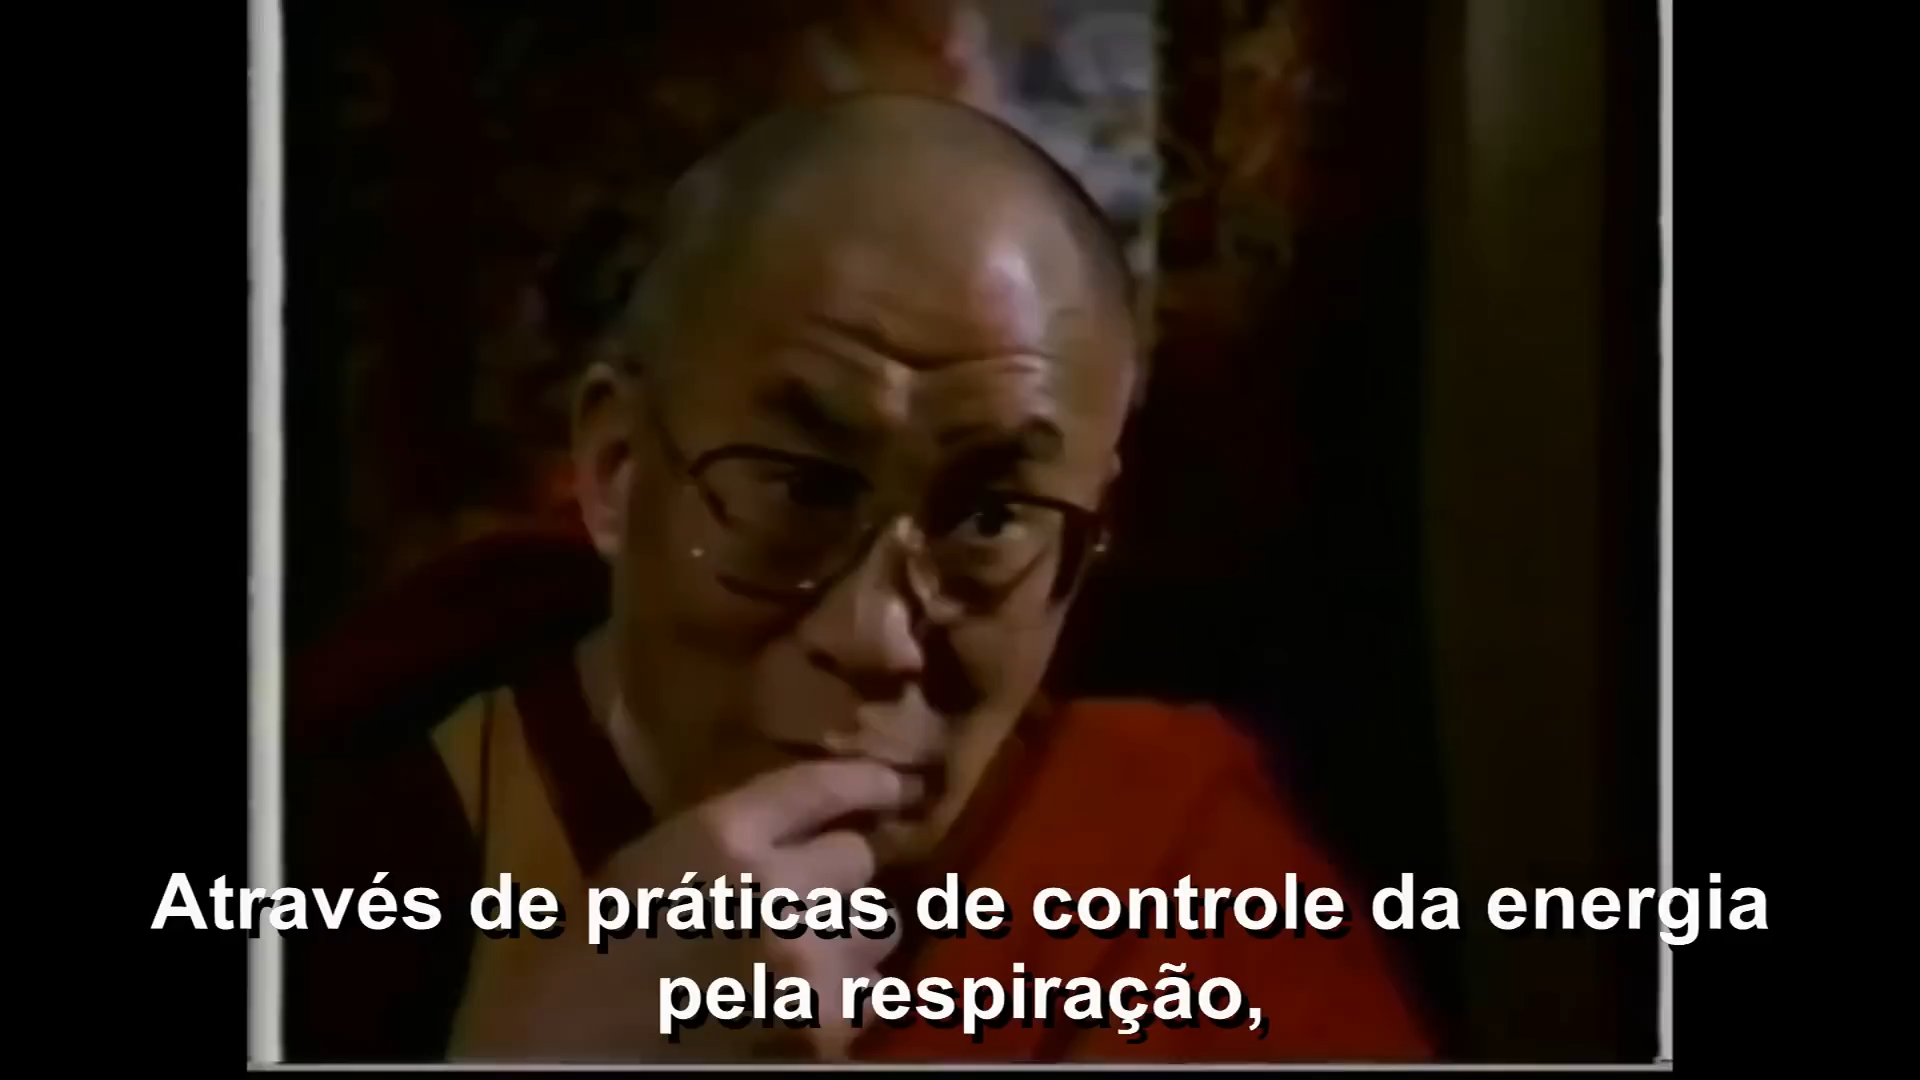 Através de práticas de controle da energia
pela respiração,